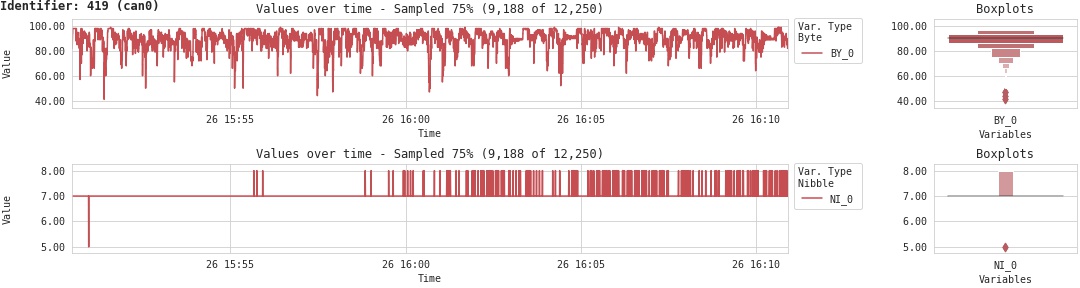 Identifier: 419 (can0)
Values over time - Sampled 75% (9,188 of 12,250)
Value
100.00
80.00
60.00
40.00
26 15:55
26 16:00
26 16:05
26 16:10
Time
Var. Type
Byte
BY_0
Boxplots
100.00
80.00
60.00
40.00
BY_0
Variables
Values over time - Sampled 75% (9,188 of 12,250)
Value
8.00
7.00
6.00
5.00
26 15:55
26 16:00
26 16:05
26 16:10
Time
Var. Type
Nibble
NI_0
Boxplots
8.00
7.00
6.00
5.00
NI_0
Variables